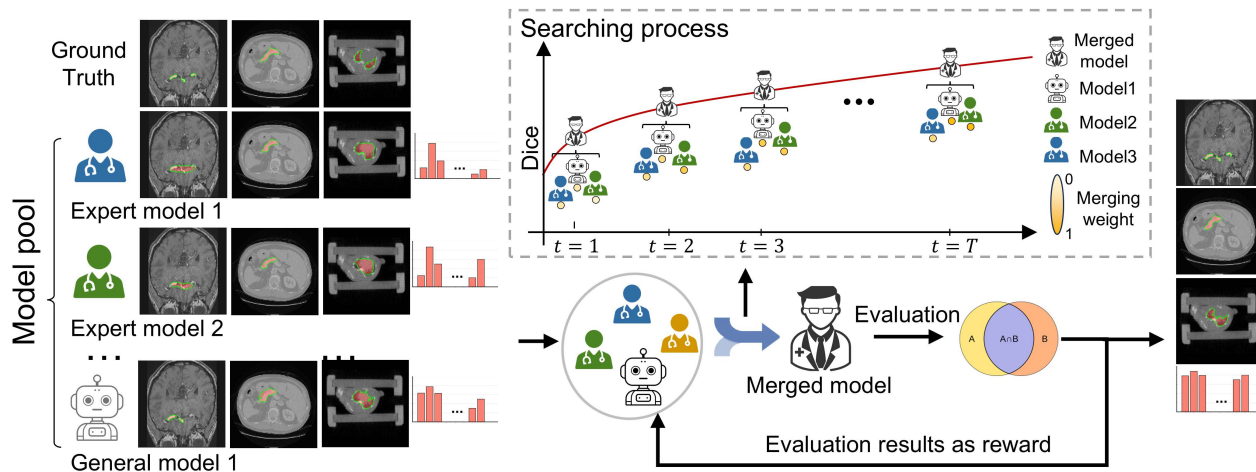 Ground
Truth
Model pool
Expert model 1
Expert model 2
...
General model 1
...
...
...
...
Searching process
Dice
t = 1
t = 2
t = 3
t = T
...
Merged
model
Model1
Model2
Model3
0
Merging
weight
1
Merged model
Evaluation
A
A∩B
B
Evaluation results as reward
...